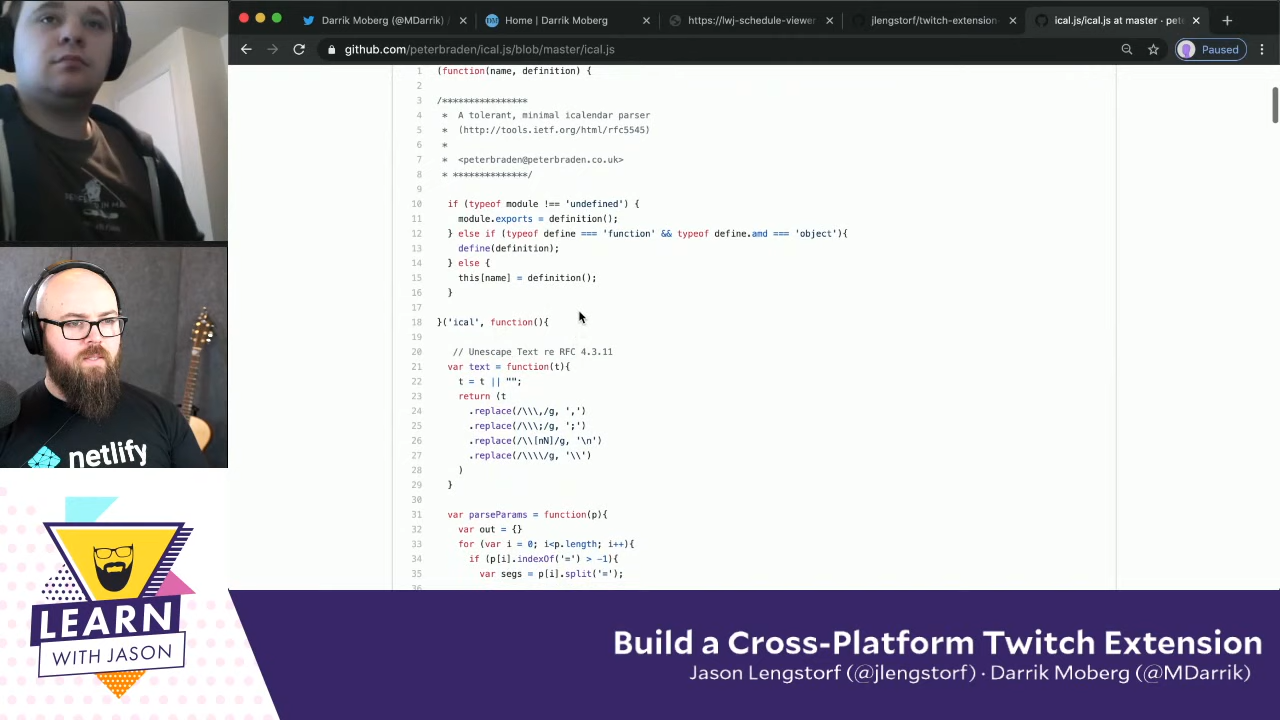 Darrik Moberg (@MDarrik)
Home | Darrik Moberg
https://lwj-schedule-viewer
jlengstorf/twitch-extension
ical.js/ical.js at master · pete
github.com/peterbraden/ical.js/blob/master/ical.js
Paused
1 (function(name, definition) {
2
3 /****************
4  *  A tolerant, minimal icalendar parser
5  *  (http://tools.ietf.org/html/rfc5545)
6  *
7  *  <peterbraden@peterbraden.co.uk>
8  * **************/
9
10 if (typeof module !== 'undefined') {
11 module.exports = definition();
12 } else if (typeof define === 'function' && typeof define.amd === 'object'){
13 define(definition);
14 } else {
15 this[name] = definition();
16 }
17
18 }('ical', function(){
19
20 // Unescape Text re RFC 4.3.11
21 var text = function(t){
22 t = t || "";
23 return (t
24 .replace(/\\\,/g, ',')
25 .replace(/\\\;/g, ';')
26 .replace(/\\[nN]/g, '\n')
27 .replace(/\\\\/g, '\\')
28 )
29 }
30
31 var parseParams = function(p){
32 var out = {}
33 for (var i = 0; i<p.length; i++){
34 if (p[i].indexOf('=') > -1){
35 var segs = p[i].split('=');
netlify
LEARN
WITH JASON
Build a Cross-Platform Twitch Extension
Jason Lengstorf (@jlengstorf) · Darrik Moberg (@MDarrik)